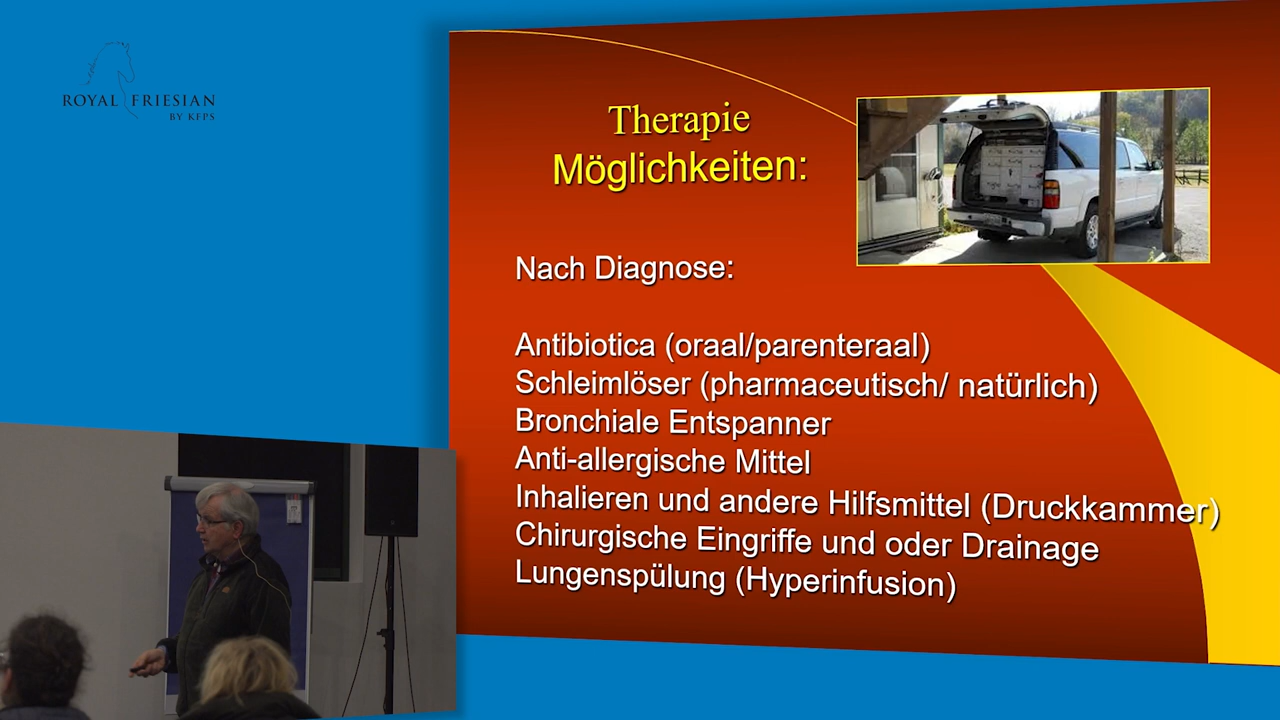 ROYAL FRIESIAN
BY KFPS
Therapie
Möglichkeiten:
Nach Diagnose:
Antibiotica (oraal/parenteraal)
Schleimlöser (pharmaceutisch/ natürlich)
Bronchiale Entspanner
Anti-allergische Mittel
Inhalieren und andere Hilfsmittel (Druckkammer)
Chirurgische Eingriffe und oder Drainage
Lungenspülung (Hyperinfusion)